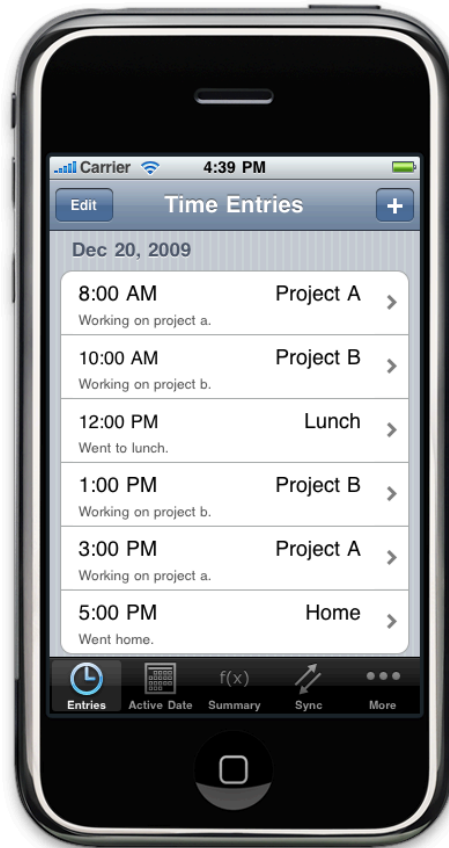 Carrier 4:39 PM
Edit Time Entries +
Dec 20, 2009
8:00 AM Project A
Working on project a.
10:00 AM Project B
Working on project b.
12:00 PM Lunch
Went to lunch.
1:00 PM Project B
Working on project b.
3:00 PM Project A
Working on project a.
5:00 PM Home
Went home.
f(x)
Entries Active Date Summary Sync More